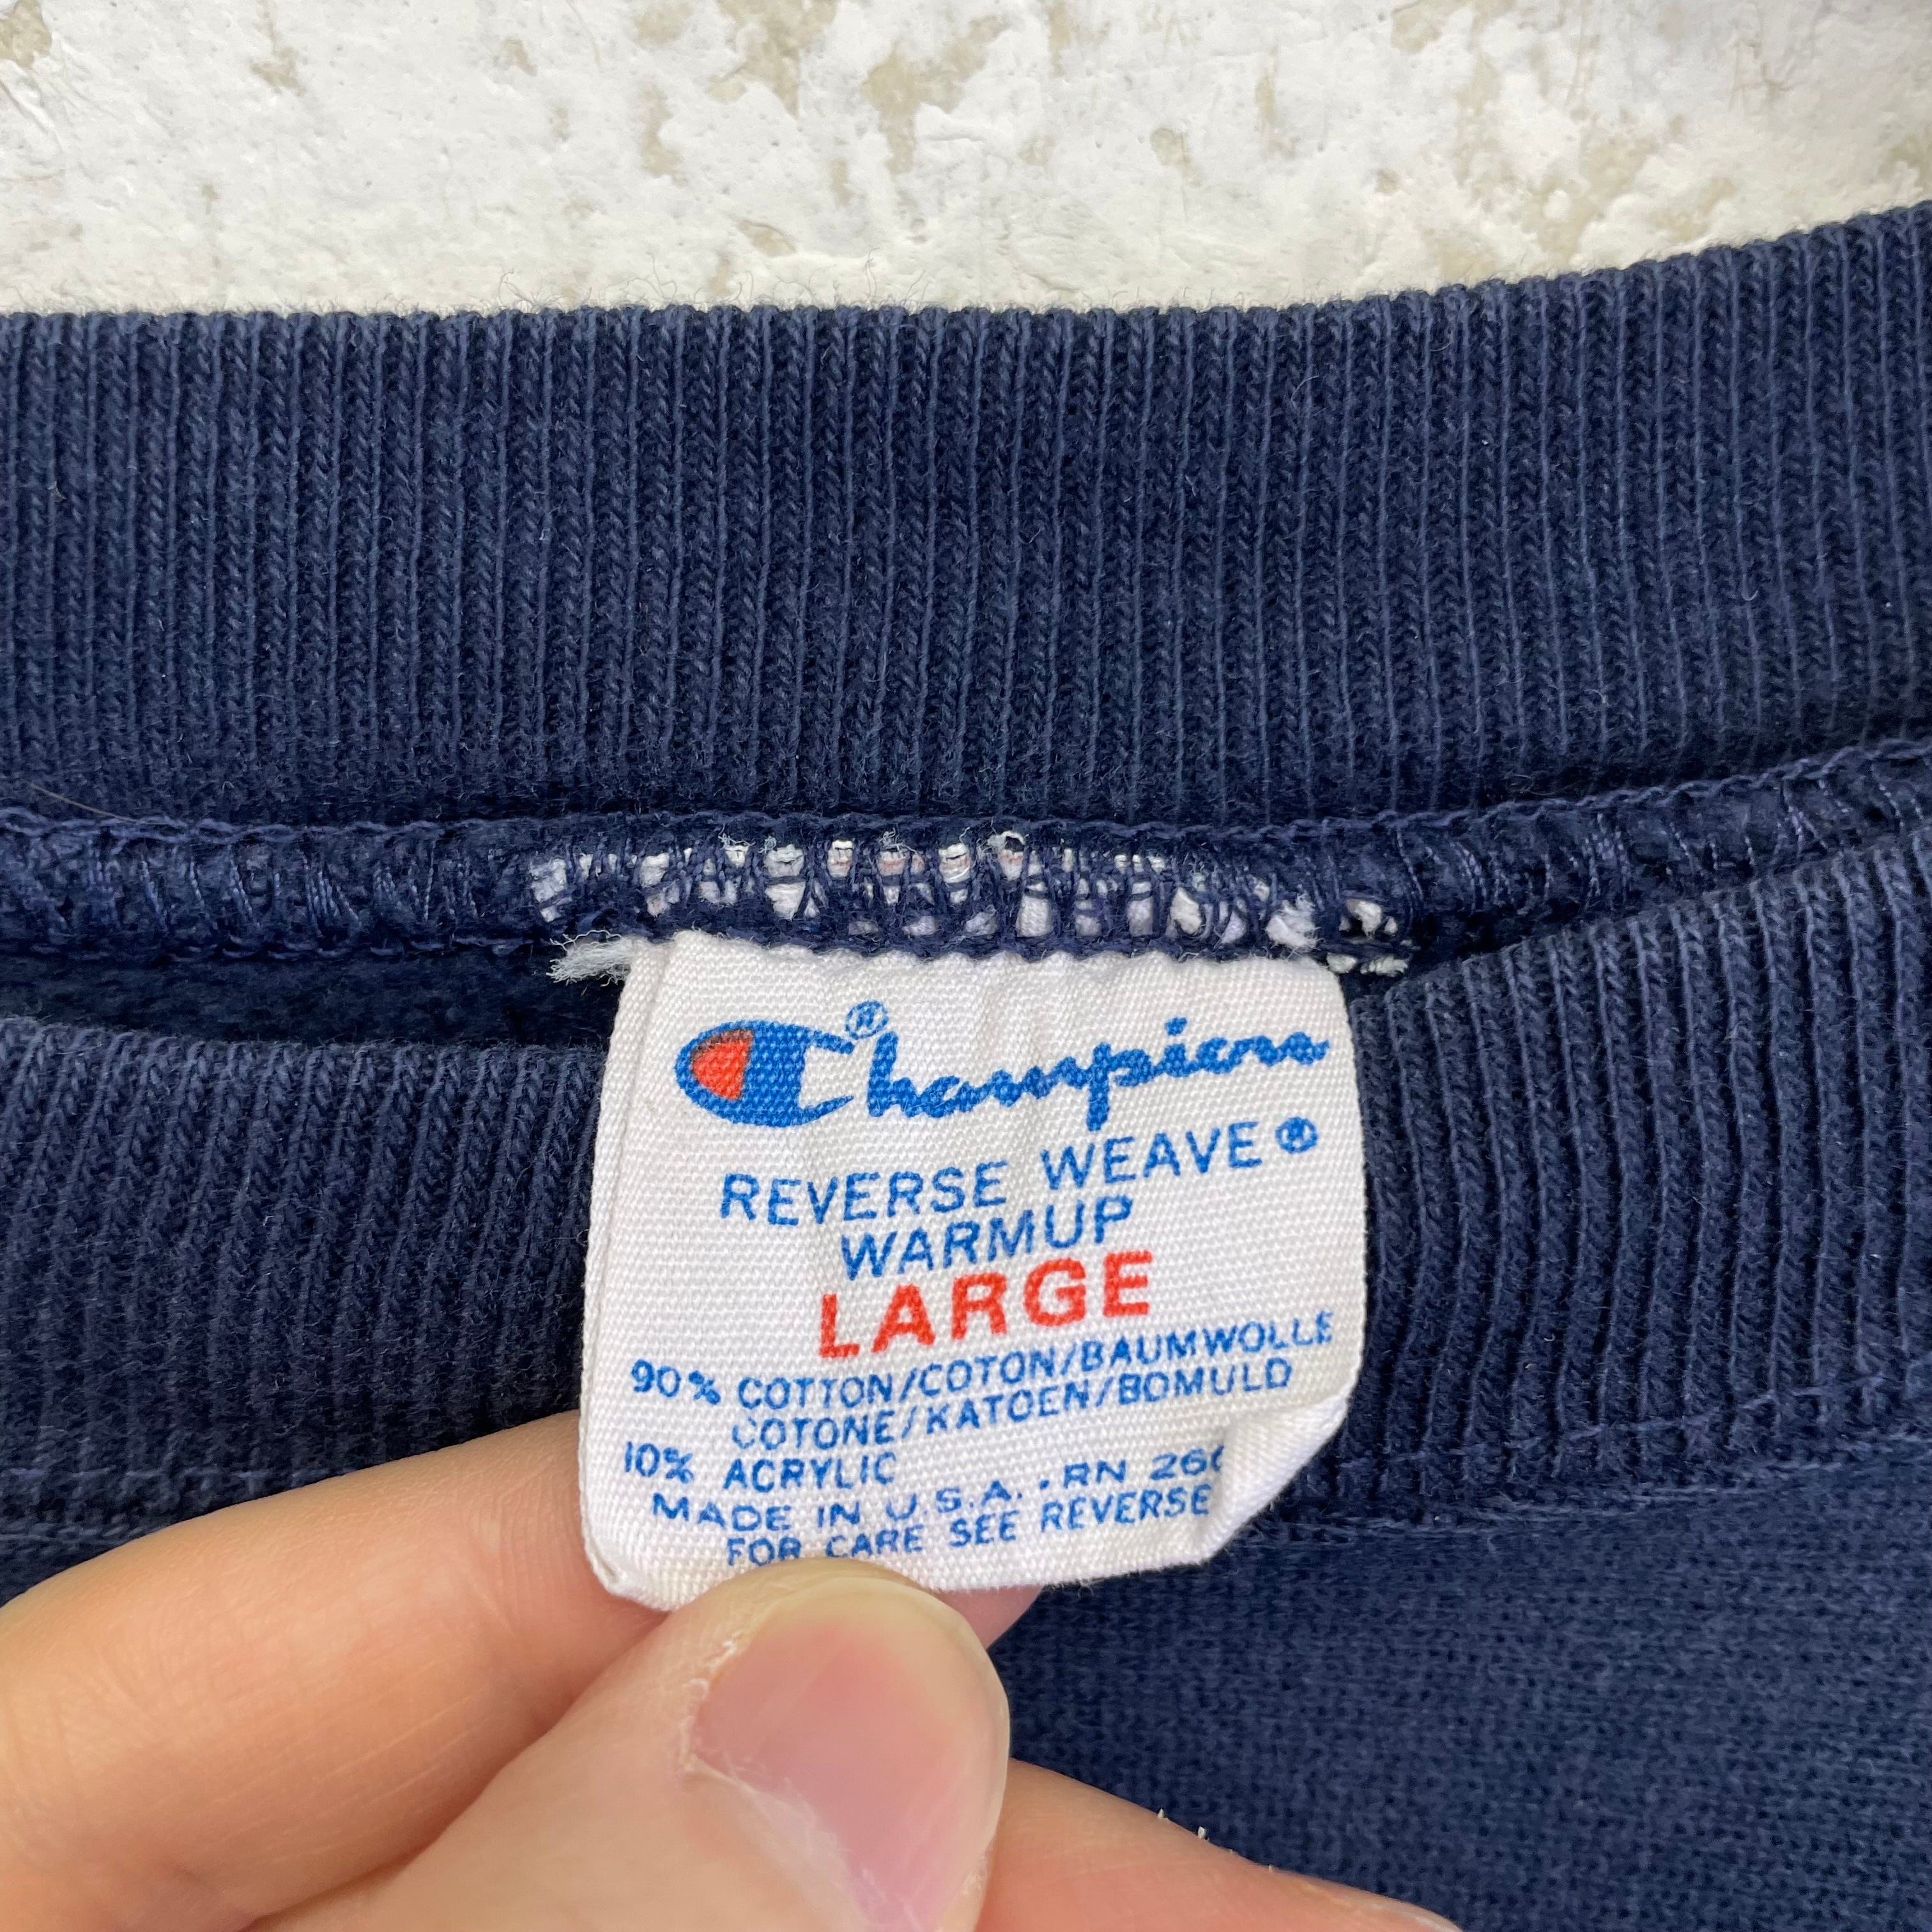 Champion®
REVERSE WEAVE®
WARMUP
LARGE
90% COTTON/COTON/BAUMWOLLE
COTONE/KATOEN/BOMULD
10% ACRYLIC
MADE IN U.S.A. • RN
FOR CARE SEE REVERSE